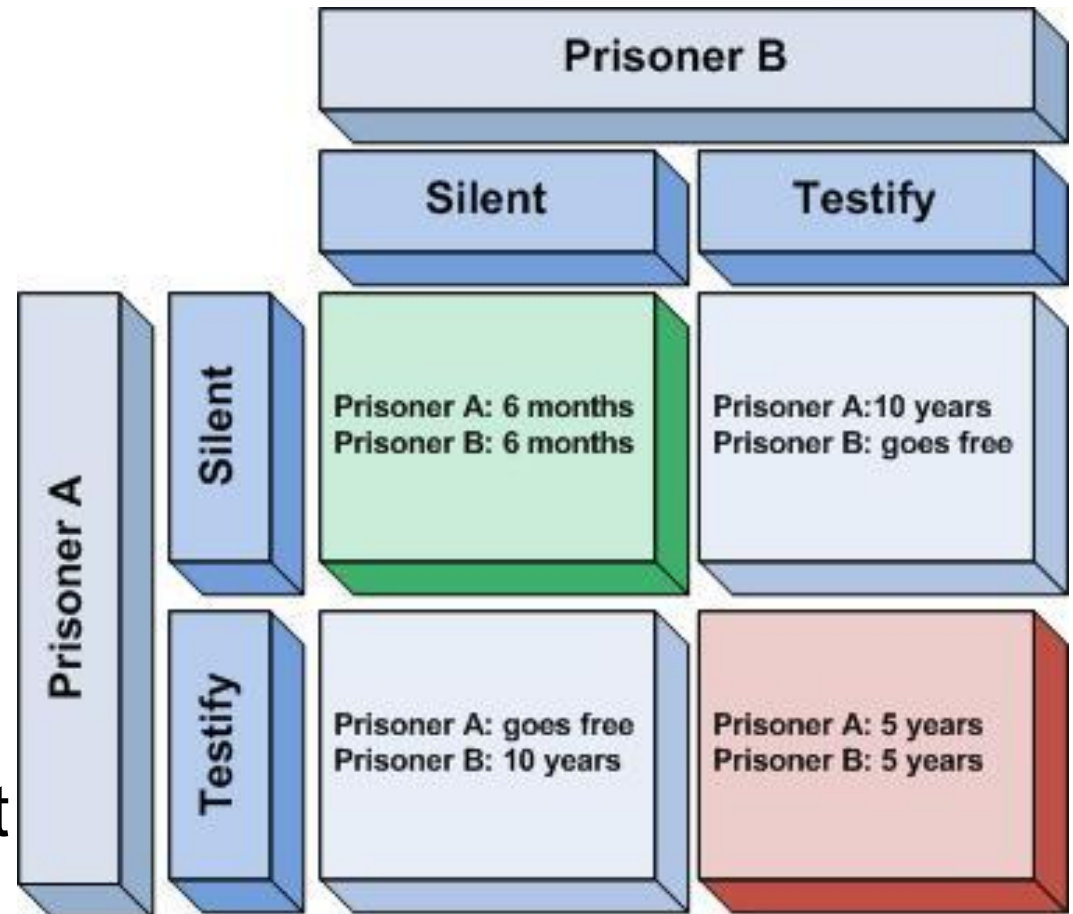 Prisoner B
Silent
Testify
Prisoner A
Silent
Prisoner A: 6 months
Prisoner B: 6 months
Prisoner A:10 years
Prisoner B: goes free
Testify
Prisoner A: goes free
Prisoner B: 10 years
Prisoner A: 5 years
Prisoner B: 5 years
t